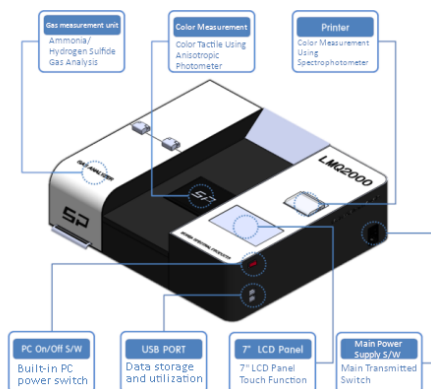 Gas measurement unit
Ammonia/
Hydrogen Sulfide
Gas Analysis
Color Measurement
Color Tactile Using
Anisotropic
Photometer
Printer
Color Measurement
Using
Spectrophotometer
GAS ANALYZER
LMQ2000
SP
SP
PC On/Off S/W
Built-in PC
power switch
USB PORT
Data storage
and utilization
7" LCD Panel
7" LCD Panel
Touch Function
Main Power
Supply S/W
Main Transmitted
Switch